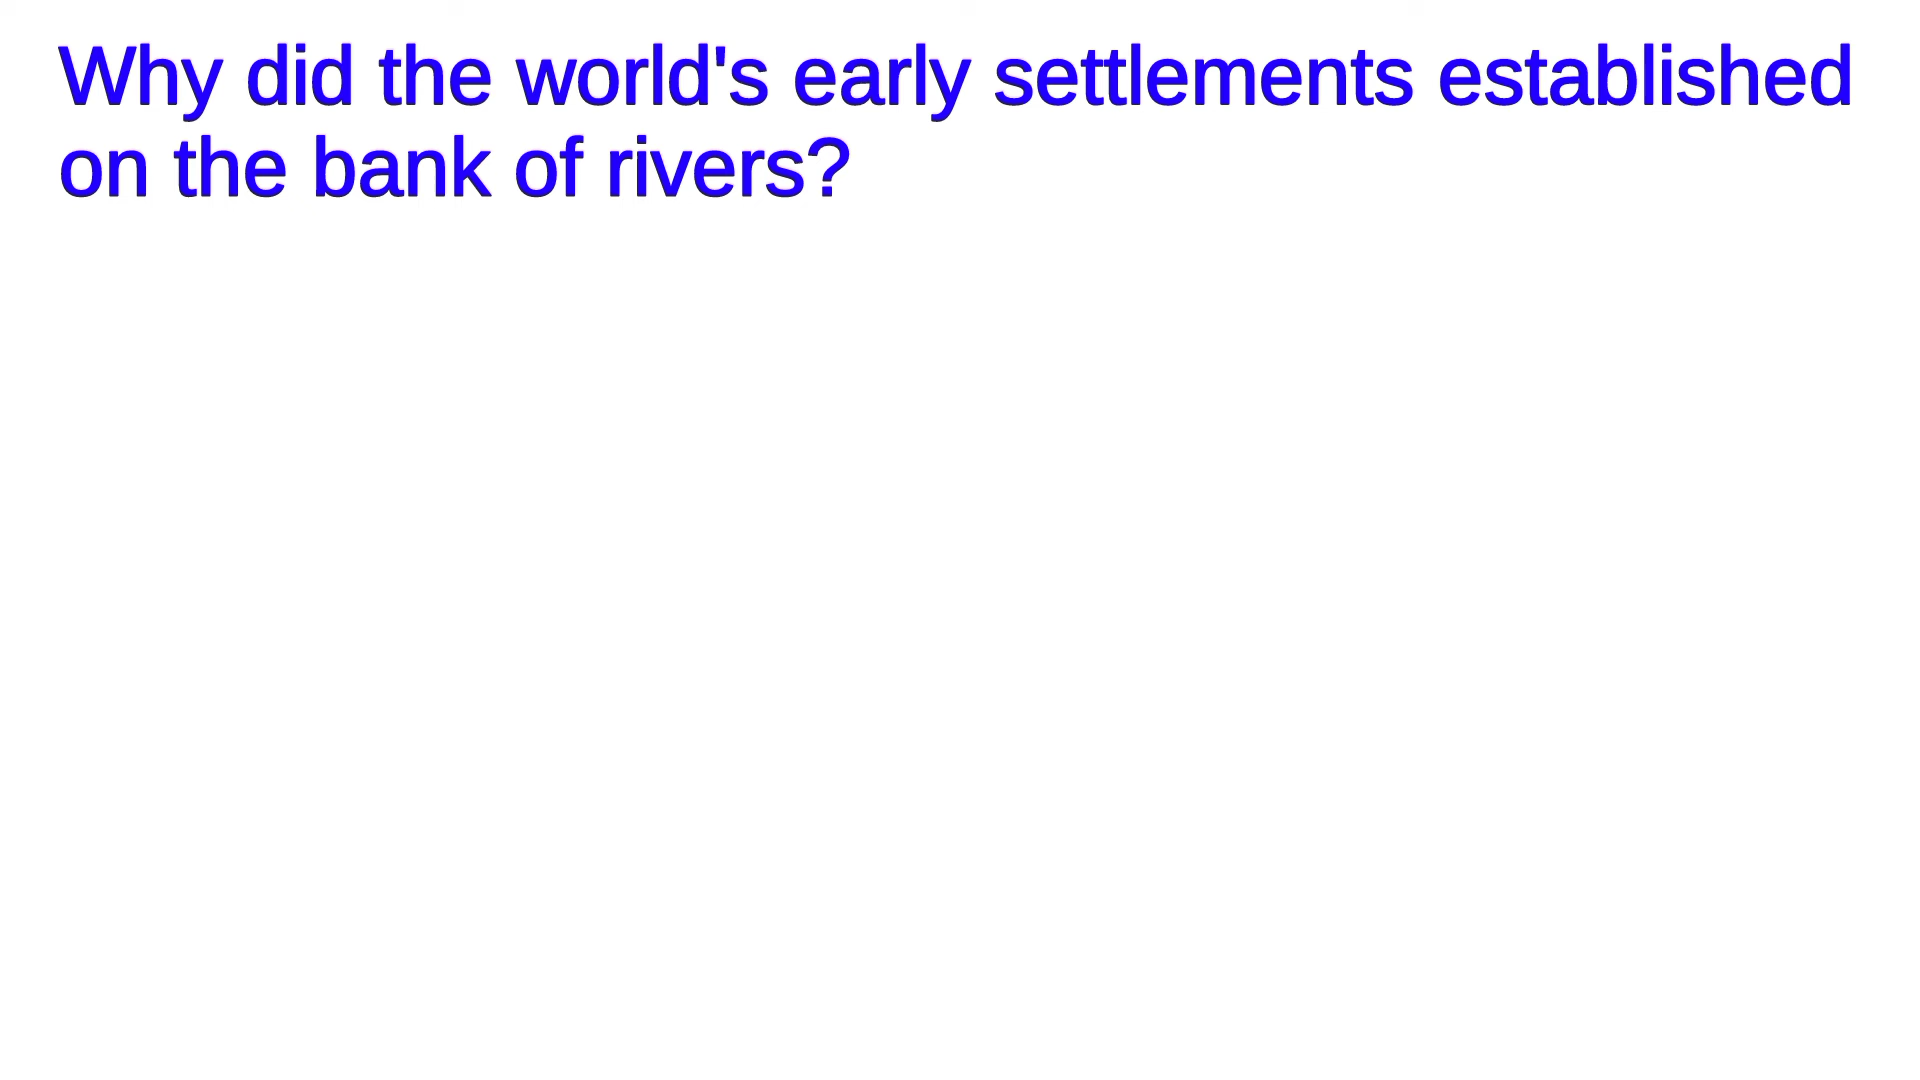 Why did the world's early settlements established
on the bank of rivers?